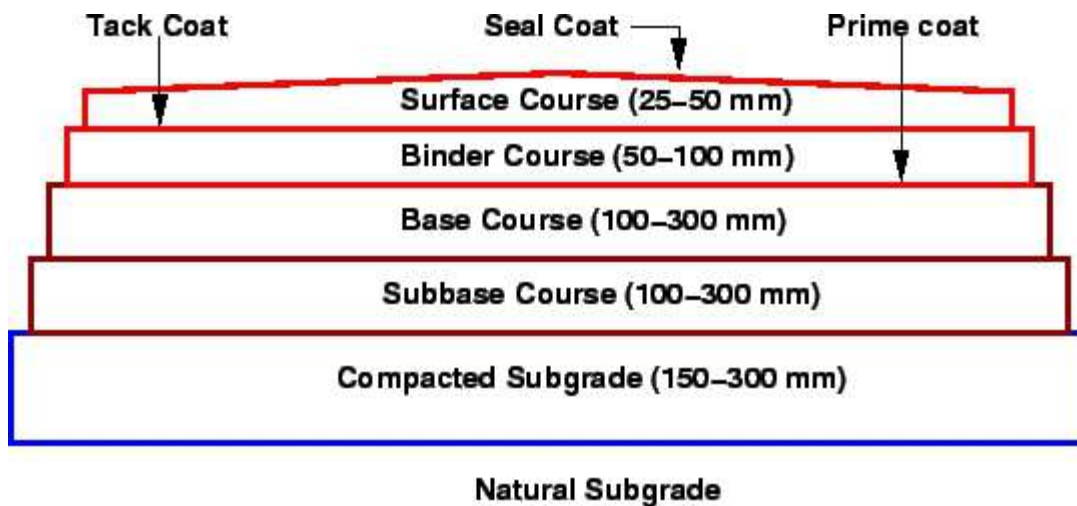 Tack Coat
Seal Coat
Prime coat
Surface Course (25–50 mm)
Binder Course (50–100 mm)
Base Course (100–300 mm)
Subbase Course (100–300 mm)
Compacted Subgrade (150–300 mm)
Natural Subgrade